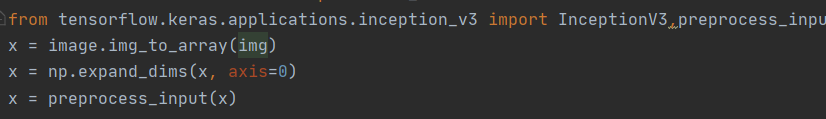 from tensorflow.keras.applications.inception_v3 import InceptionV3,preprocess_inpu
x = image.img_to_array(img)
x = np.expand_dims(x, axis=0)
x = preprocess_input(x)